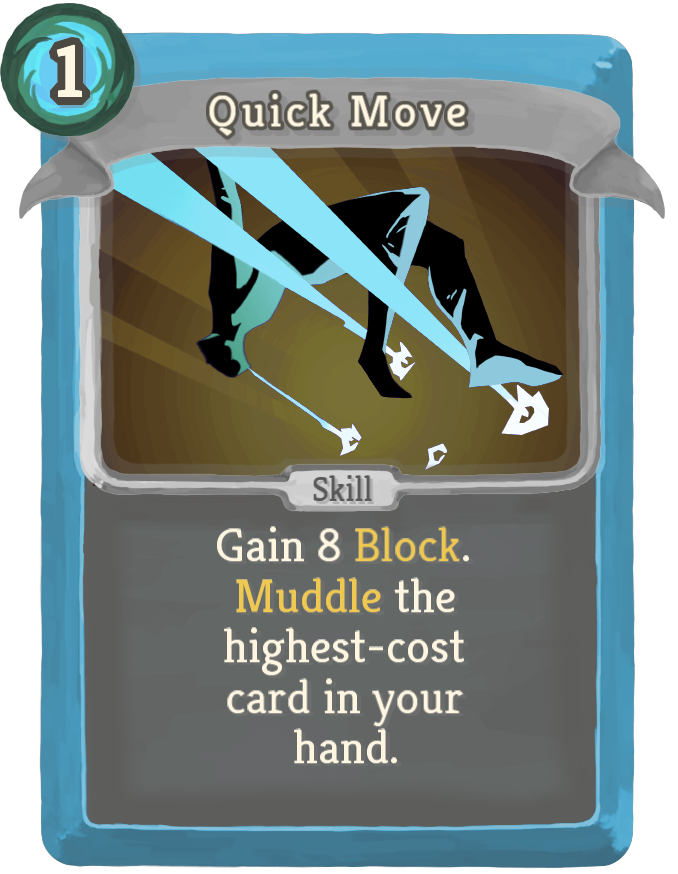 1
Quick Move
Skill
Gain 8 Block.
Muddle the
highest-cost
card in your
hand.